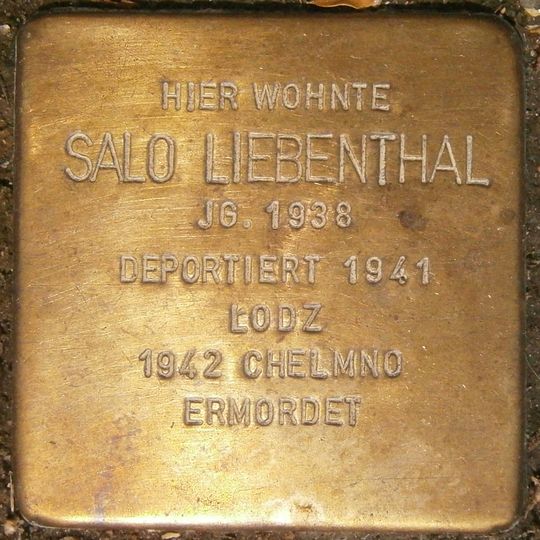 HIER WOHNTE
SALO LIEBENTHAL
JG. 1938
DEPORTIERT 1941
ŁODZ
1942 CHELMNO
ERMORDET